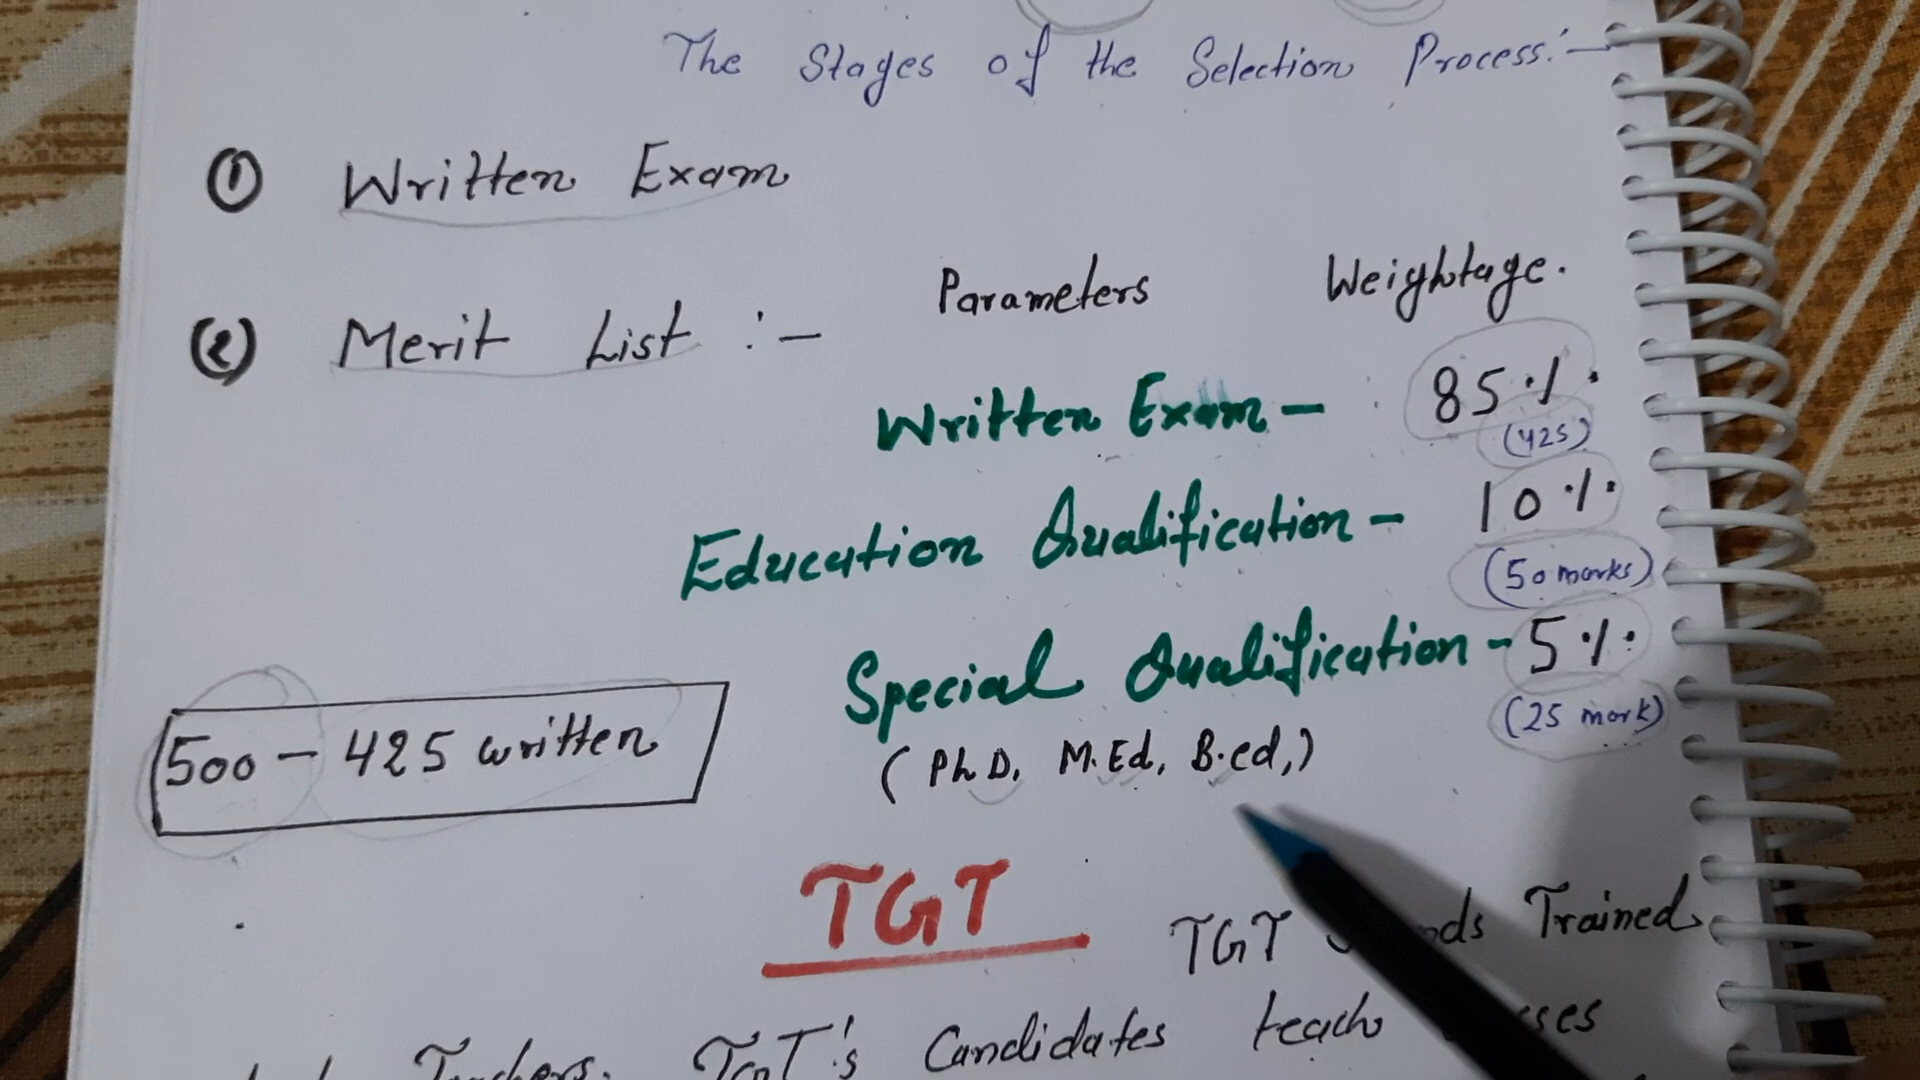 The Stages of the Selection Process:-
① Written Exam
Parameters Weightage.
(2) Merit List :-
Written Exam - 85%
(425)
Education Qualification - 10%
(50 marks)
Special Qualification - 5%
(25 mark)
500 - 425 written
(Ph.D, M.Ed, B.ed,)
TGT
TGT Trained
Teachers. TGT's Candidates teach